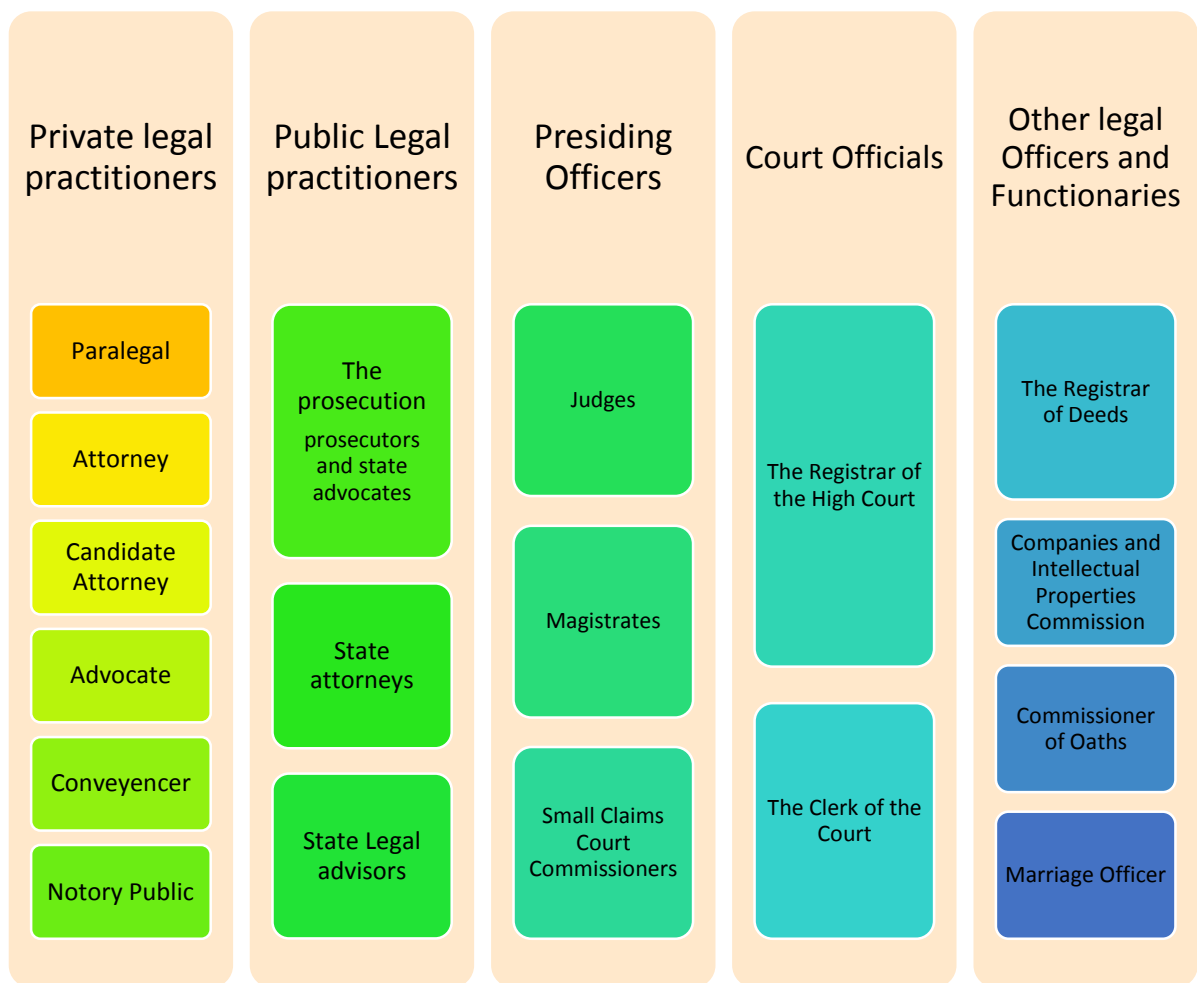 Private legal
practitioners
Paralegal
Attorney
Candidate
Attorney
Advocate
Conveyencer
Notory Public
Public Legal
practitioners
The
prosecution
prosecutors
and state
advocates
State
attorneys
State Legal
advisors
Presiding
Officers
Judges
Magistrates
Small Claims
Court
Commissioners
Court Officials
The Registrar of
the High Court
The Clerk of the
Court
Other legal
Officers and
Functionaries
The Registrar
of Deeds
Companies and
Intellectual
Properties
Commission
Commissioner
of Oaths
Marriage Officer